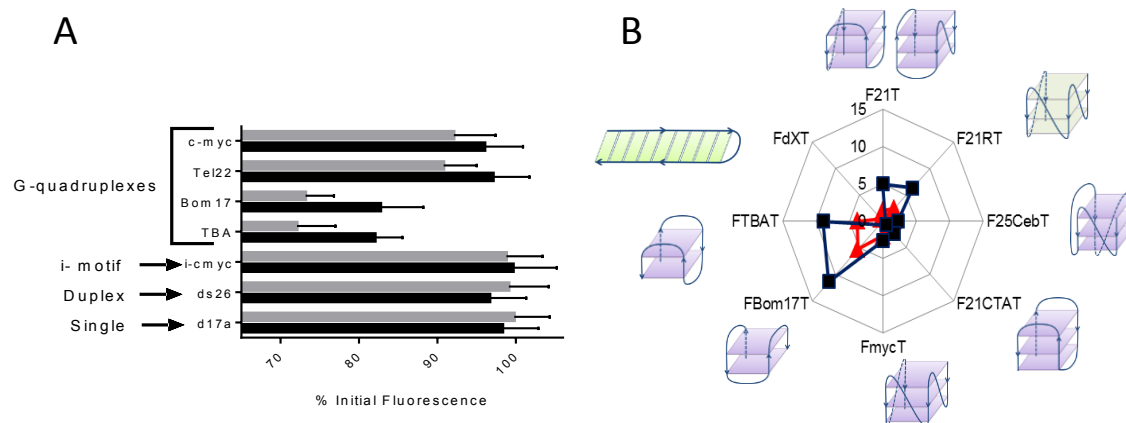 A
c-myc
Tel22
G-quadruplexes
Bom17
TBA
i- motif
i-cmyc
Duplex
ds26
Single
d17a
70
80
90
100
% Initial Fluorescence
B
F21T
15
FdXT
F21RT
10
5
FTBAT
0
F25CebT
FBom17T
F21CTAT
FmycT